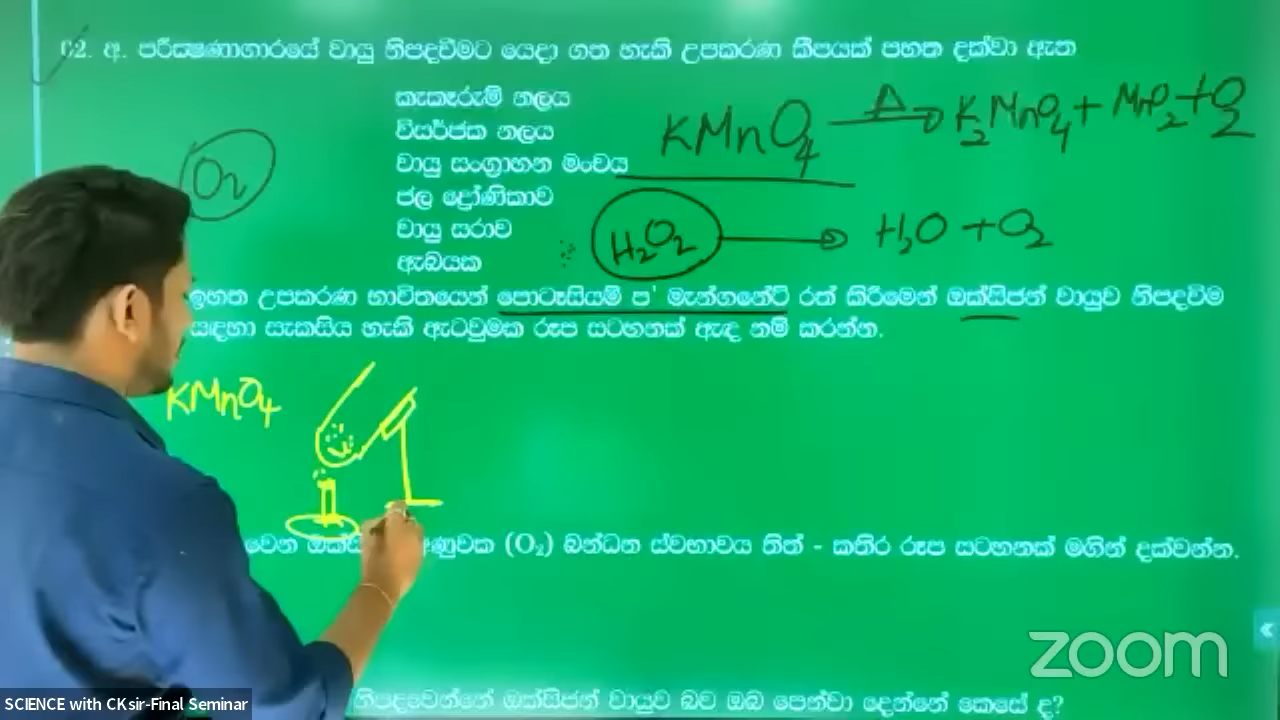 02. අ. පරීක්ෂණාගාරයේ වායු නිපදවීමට යෙදා ගත හැකි උපකරණ කීපයක් පහත දක්වා ඇත
කැකෑරුම් නලය
විසර්ජක නලය
වායු සංග්‍රාහන මංචය
ජල ද්‍රෝණිකාව
වායු සරාව
ඇබයක
KMnO₄ →Δ K₂MnO₄ + MnO₂ + O₂
O₂
H₂O₂ → H₂O + O₂
ඉහත උපකරණ භාවිතයෙන් පොටෑසියම් ප' මැන්ගනේට් රත් කිරීමෙන් ඔක්සිජන් වායුව නිපදවීම
සඳහා සැකසිය හැකි ඇටවුමක රූප සටහනක් ඇඳ නම් කරන්න.
KMnO₄
(O₂) බන්ධන ස්වභාවය තිත් - කතිර රූප සටහනක් මගින් දක්වන්න.
ZOOM
නිපදවෙන්නේ ඔක්සිජන් වායුව බව ඔබ පෙන්වා දෙන්නේ කෙසේ ද?
SCIENCE with CKsir-Final Seminar